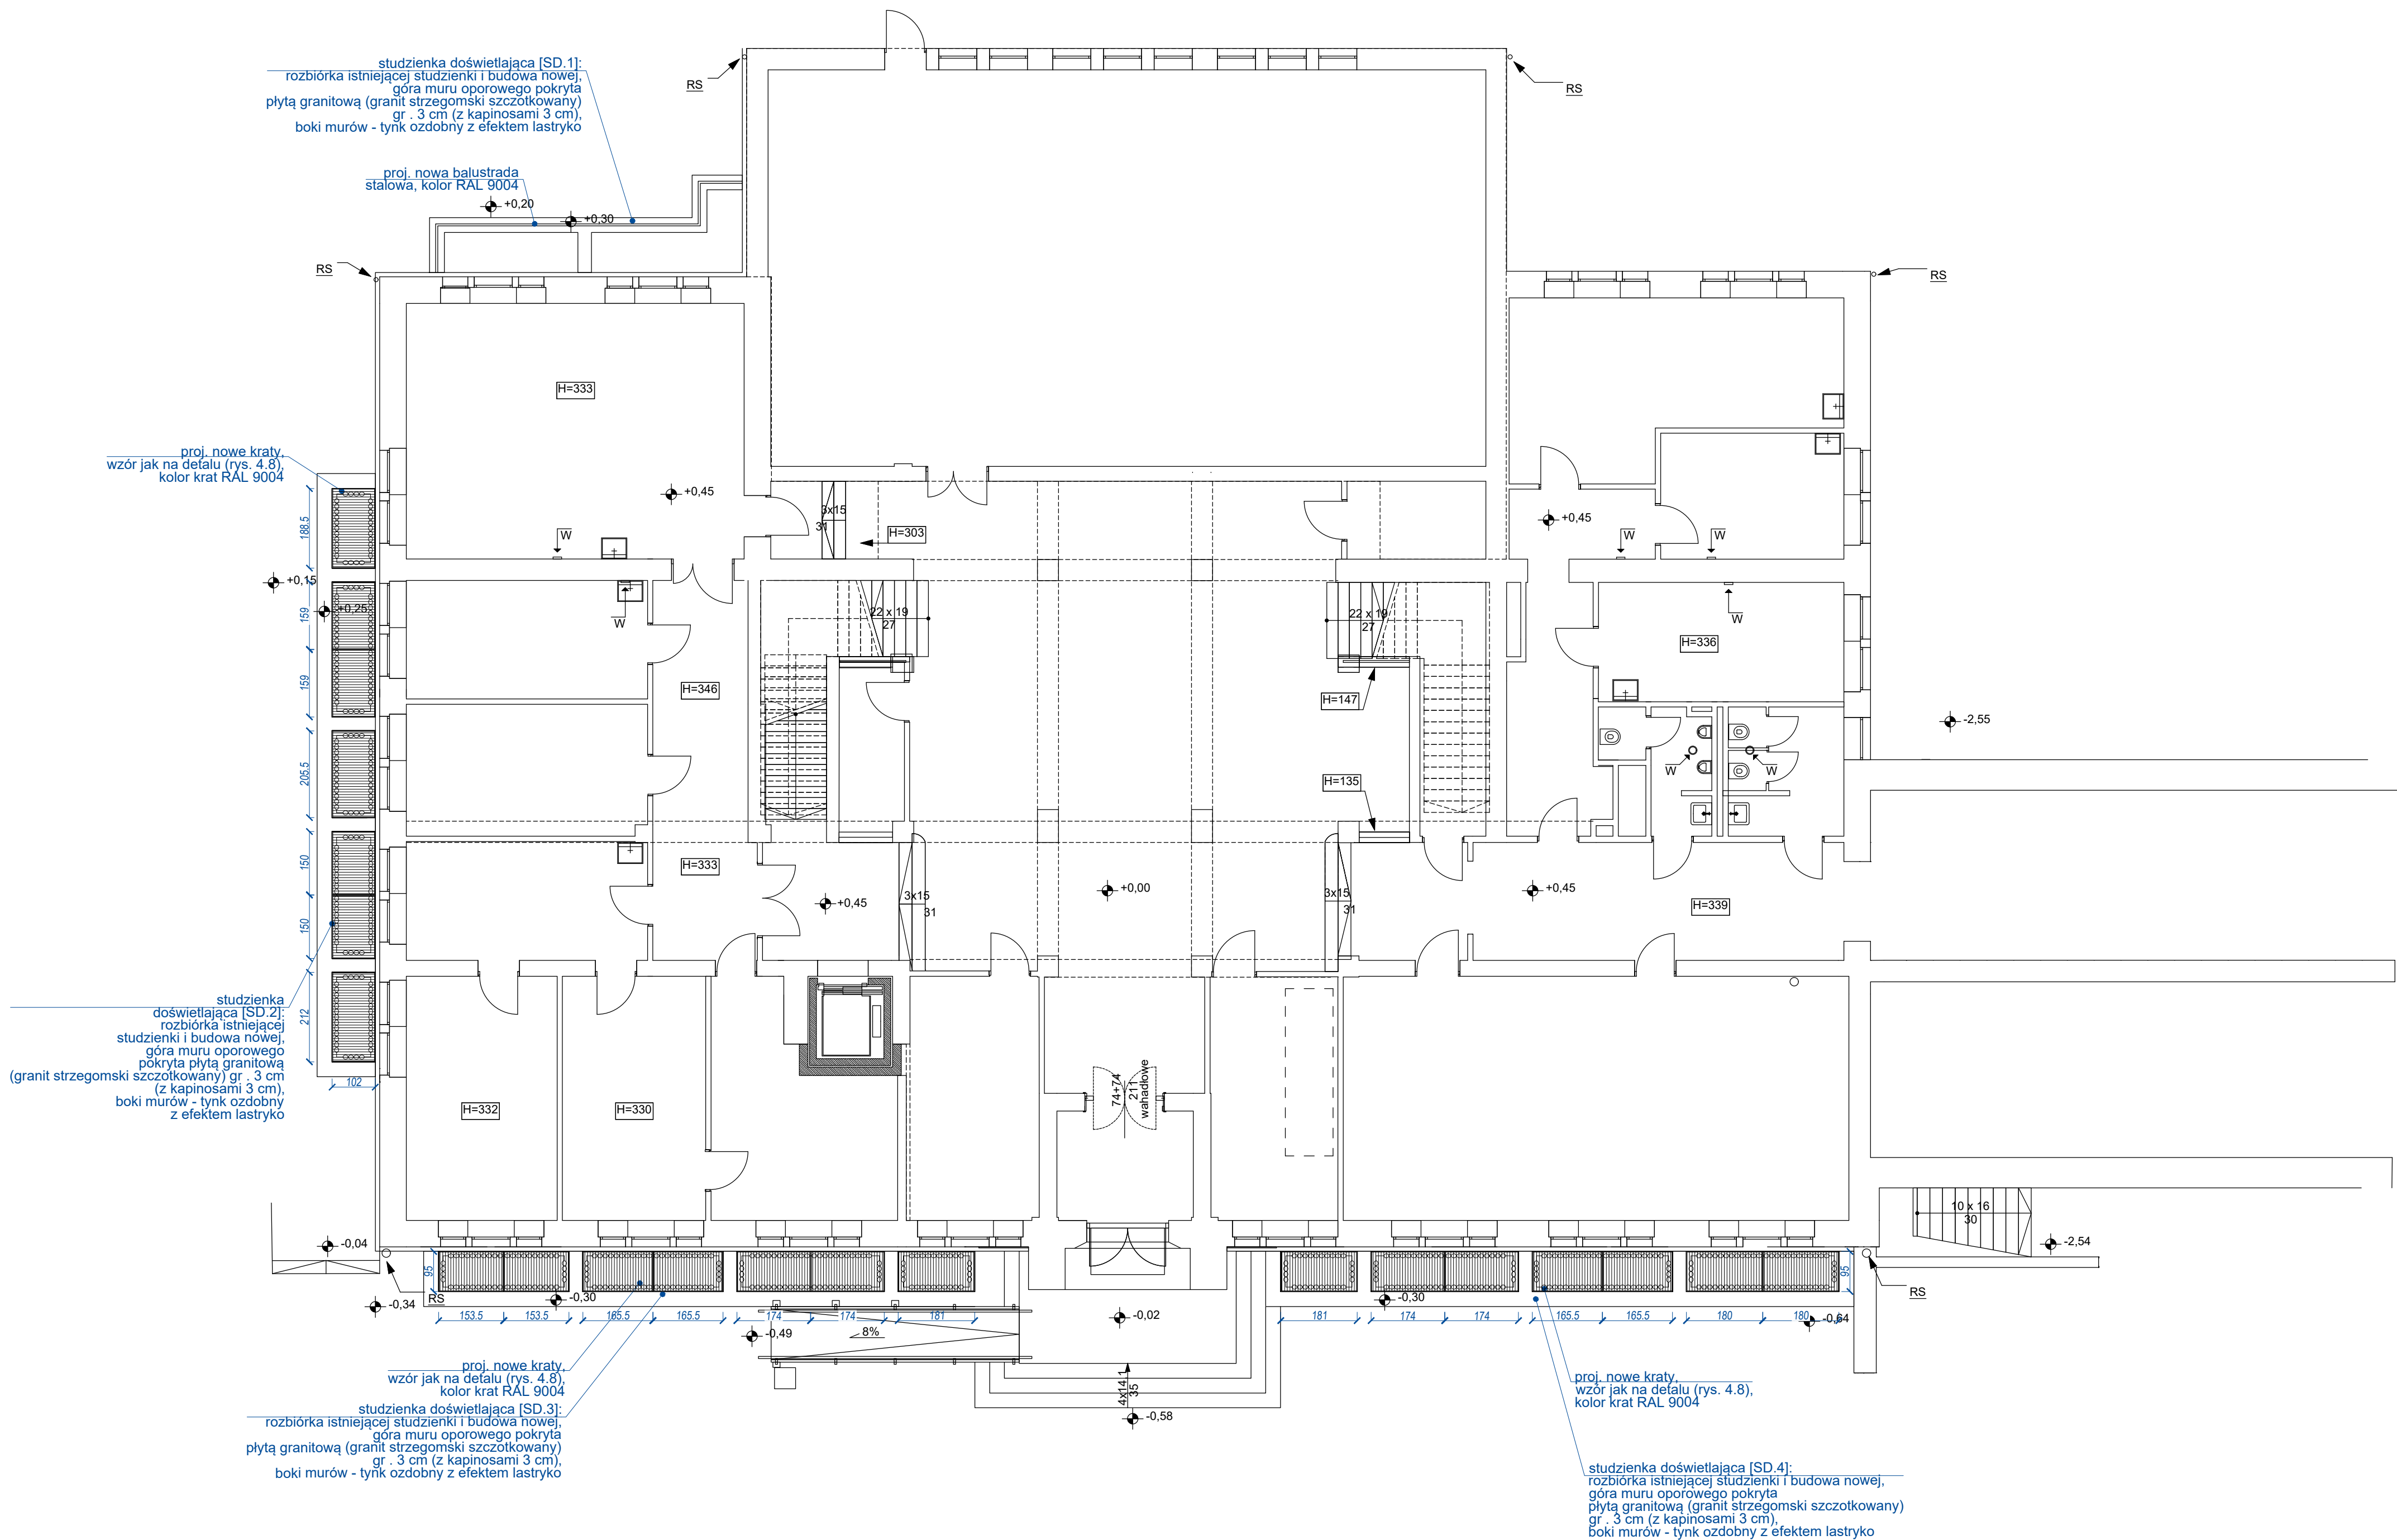 studzienka doświetlająca [SD.1]:
rozbiórka istniejącej studzienki i budowa nowej,
góra muru oporowego pokryta
płytą granitową (granit strzegomski szczotkowany)
gr . 3 cm (z kapinosami 3 cm),
boki murów - tynk ozdobny z efektem lastryko
RS
RS
proj. nowa balustrada
stalowa, kolor RAL 9004
+0,20
+0,30
RS
RS
H=333
proj. nowe kraty,
wzór jak na detalu (rys. 4.8),
kolor krat RAL 9004
+0,45
3x15
31
H=303
+0,45
W
W
W
188.5
+0,15
+0,25
159
W
22 x 19
27
22 x 19
27
W
H=336
159
H=346
H=147
-2,55
205.5
H=135
W
W
150
H=333
+0,45
3x15
31
+0,00
3x15
31
+0,45
H=339
150
studzienka
doświetlająca [SD.2]:
rozbiórka istniejącej
studzienki i budowa nowej,
góra muru oporowego
pokryta płytą granitową
(granit strzegomski szczotkowany) gr . 3 cm
(z kapinosami 3 cm),
boki murów - tynk ozdobny
z efektem lastryko
212
102
H=332
H=330
74+74
211
wahadłowe
10 x 16
30
-0,04
-2,54
95
95
-0,34
RS
-0,30
-0,30
RS
153.5
153.5
165.5
165.5
174
174
181
-0,02
181
174
174
165.5
165.5
180
180
-0,64
-0,49
8%
4x14.1
35
-0,58
proj. nowe kraty,
wzór jak na detalu (rys. 4.8),
kolor krat RAL 9004
studzienka doświetlająca [SD.3]:
rozbiórka istniejącej studzienki i budowa nowej,
góra muru oporowego pokryta
płytą granitową (granit strzegomski szczotkowany)
gr . 3 cm (z kapinosami 3 cm),
boki murów - tynk ozdobny z efektem lastryko
proj. nowe kraty,
wzór jak na detalu (rys. 4.8),
kolor krat RAL 9004
studzienka doświetlająca [SD.4]:
rozbiórka istniejącej studzienki i budowa nowej,
góra muru oporowego pokryta
płytą granitową (granit strzegomski szczotkowany)
gr . 3 cm (z kapinosami 3 cm),
boki murów - tynk ozdobny z efektem lastryko